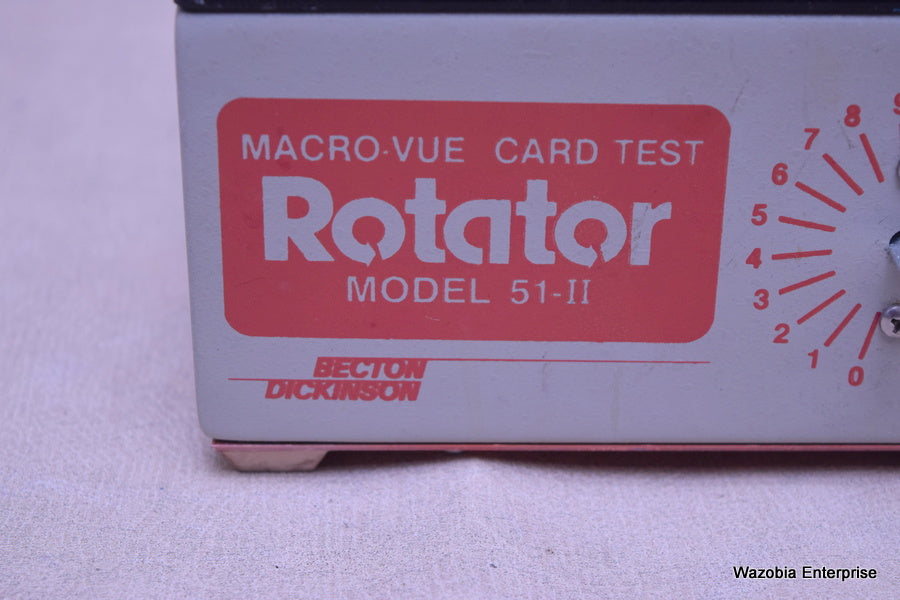 MACRO-VUE CARD TEST
Rotator
MODEL 51-II
BECTON
DICKINSON
9
8
7
6
5
4
3
2
1
0
Wazobia Enterprise